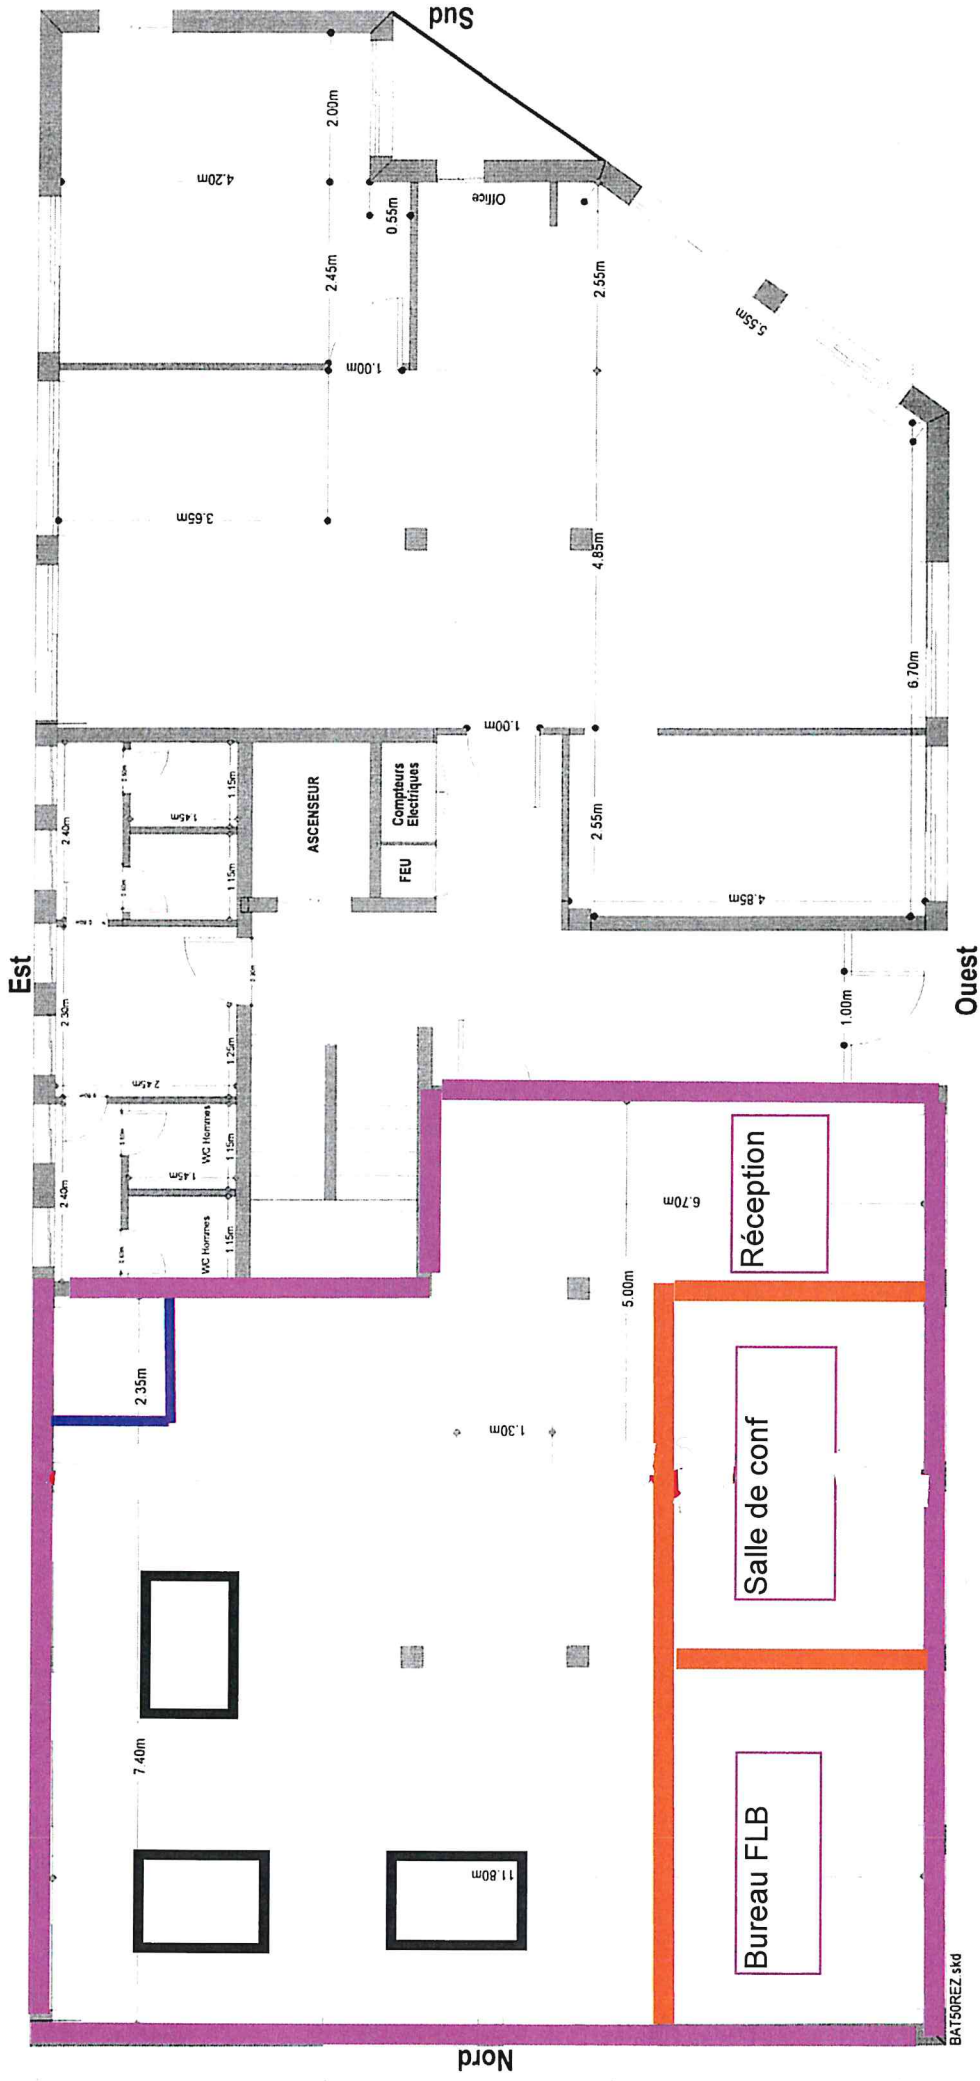 Sud
2.00m
4.20m
0.55m
Office
2.45m
2.55m
5.55m
1.00m
3.65m
4.85m
6.70m
1.00m
ASCENSEUR
Compteurs
Electriques
FEU
2.40m
1.45m
1.15m
1.15m
2.55m
4.85m
Est
Ouest
2.30m
1.25m
1.00m
2.45m
WC Hommes
1.15m
1.45m
2.40m
WC Hommes
1.15m
6.70m
Réception
5.00m
2.35m
1.30m
Salle de conf
7.40m
11.80m
Bureau FLB
Nord
BAT50REZ.skd